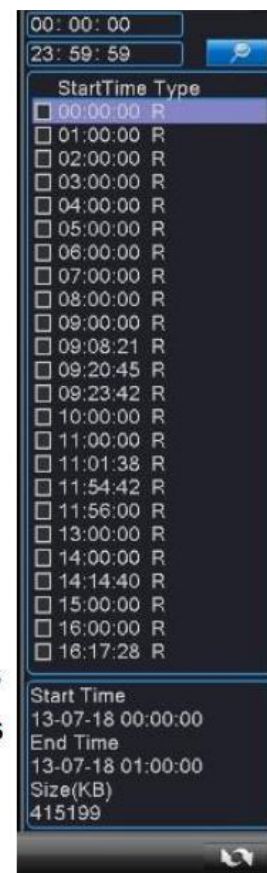 00: 00: 00
23: 59: 59
StartTime Type
00:00:00 R
01:00:00 R
02:00:00 R
03:00:00 R
04:00:00 R
05:00:00 R
06:00:00 R
07:00:00 R
08:00:00 R
09:00:00 R
09:08:21 R
09:20:45 R
09:23:42 R
10:00:00 R
11:00:00 R
11:01:38 R
11:54:42 R
11:56:00 R
13:00:00 R
14:00:00 R
14:14:40 R
15:00:00 R
16:00:00 R
16:17:28 R
Start Time
13-07-18 00:00:00
End Time
13-07-18 01:00:00
Size(KB)
415199